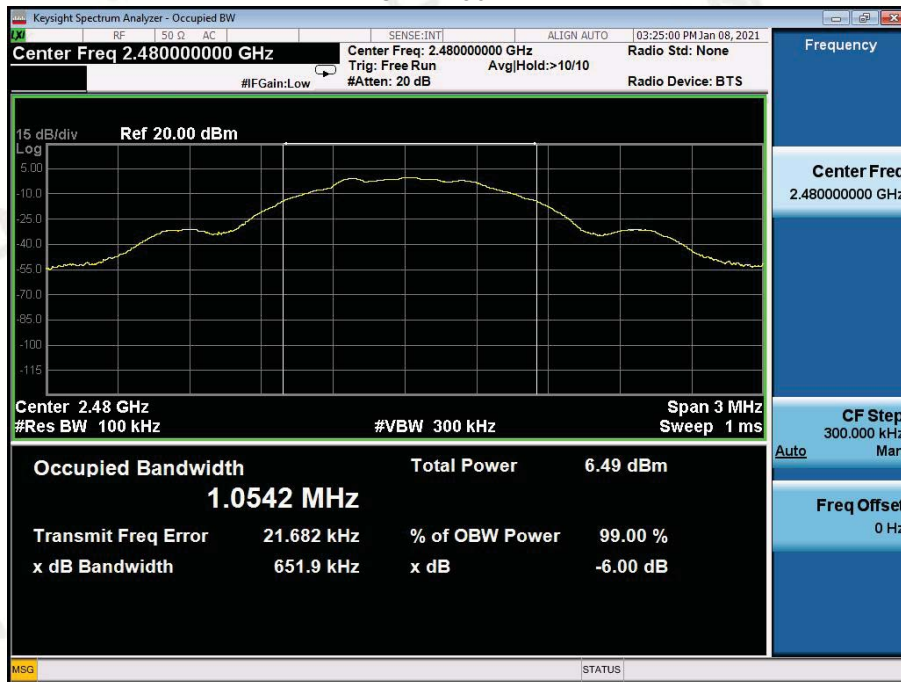 Keysight Spectrum Analyzer - Occupied BW
LXI RF 50 Ω AC SENSE:INT ALIGN AUTO 03:25:00 PM Jan 08, 2021
Center Freq 2.480000000 GHz
Center Freq: 2.480000000 GHz Radio Std: None
Trig: Free Run Avg|Hold:>10/10
#IFGain:Low #Atten: 20 dB Radio Device: BTS
Frequency
15 dB/div Ref 20.00 dBm
Log
5.00
-10.0
-25.0
-40.0
-55.0
-70.0
-85.0
-100
-115
Center 2.48 GHz Span 3 MHz
#Res BW 100 kHz #VBW 300 kHz Sweep 1 ms
Occupied Bandwidth Total Power 6.49 dBm
1.0542 MHz
Transmit Freq Error 21.682 kHz % of OBW Power 99.00 %
x dB Bandwidth 651.9 kHz x dB -6.00 dB
Center Freq
2.480000000 GHz
CF Step
300.000 kHz
Auto Man
Freq Offset
0 Hz
MSG STATUS